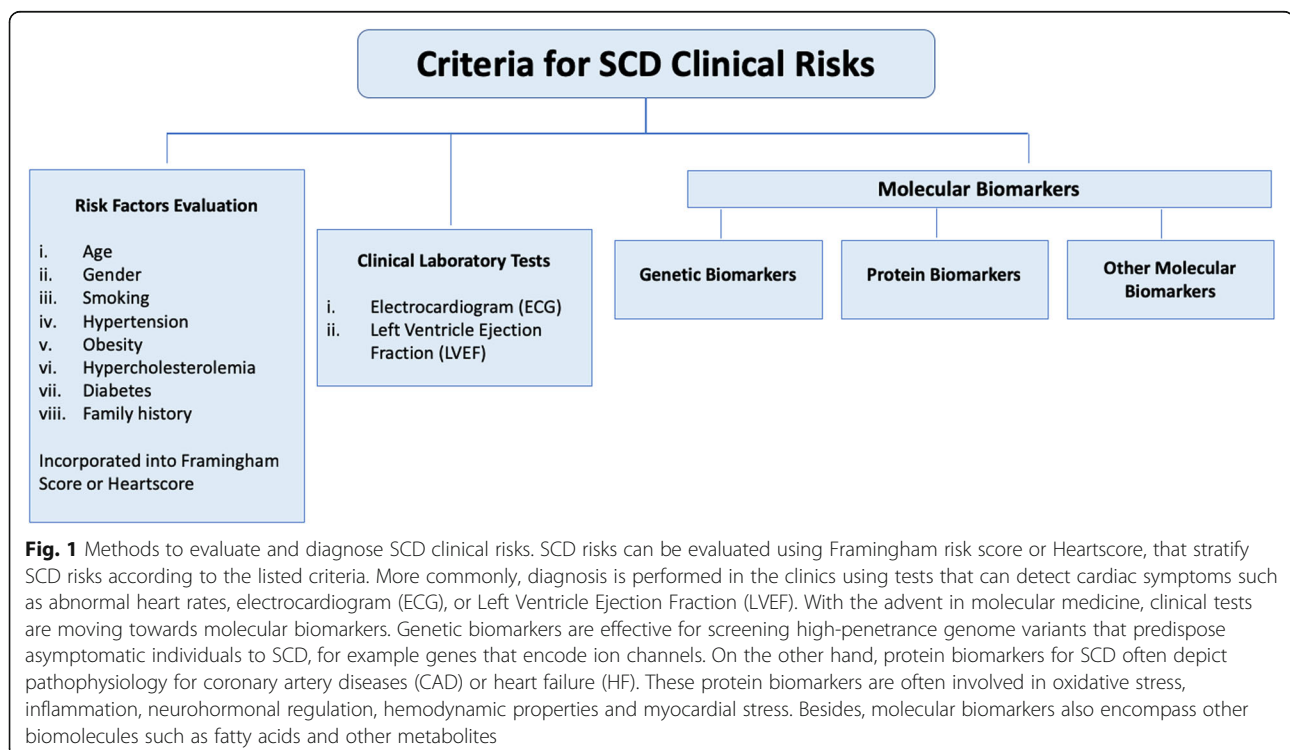 Criteria for SCD Clinical Risks
Risk Factors Evaluation
i. Age
ii. Gender
iii. Smoking
iv. Hypertension
v. Obesity
vi. Hypercholesterolemia
vii. Diabetes
viii. Family history
Incorporated into Framingham
Score or Heartscore
Clinical Laboratory Tests
i. Electrocardiogram (ECG)
ii. Left Ventricle Ejection
Fraction (LVEF)
Molecular Biomarkers
Genetic Biomarkers
Protein Biomarkers
Other Molecular
Biomarkers
Fig. 1 Methods to evaluate and diagnose SCD clinical risks. SCD risks can be evaluated using Framingham risk score or Heartscore, that stratify
SCD risks according to the listed criteria. More commonly, diagnosis is performed in the clinics using tests that can detect cardiac symptoms such
as abnormal heart rates, electrocardiogram (ECG), or Left Ventricle Ejection Fraction (LVEF). With the advent in molecular medicine, clinical tests
are moving towards molecular biomarkers. Genetic biomarkers are effective for screening high-penetrance genome variants that predispose
asymptomatic individuals to SCD, for example genes that encode ion channels. On the other hand, protein biomarkers for SCD often depict
pathophysiology for coronary artery diseases (CAD) or heart failure (HF). These protein biomarkers are often involved in oxidative stress,
inflammation, neurohormonal regulation, hemodynamic properties and myocardial stress. Besides, molecular biomarkers also encompass other
biomolecules such as fatty acids and other metabolites